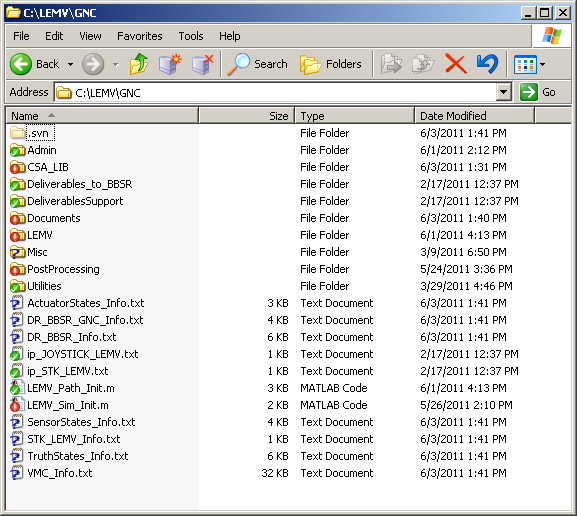 C:\LEMV\GNC
File Edit View Favorites Tools Help
Back Search Folders
Address C:\LEMV\GNC Go
Name Size Type Date Modified
.svn File Folder 6/3/2011 1:41 PM
Admin File Folder 6/1/2011 2:12 PM
CSA_LIB File Folder 6/3/2011 1:31 PM
Deliverables_to_BBSR File Folder 2/17/2011 12:37 PM
DeliverablesSupport File Folder 2/17/2011 12:37 PM
Documents File Folder 6/3/2011 1:40 PM
LEMV File Folder 6/1/2011 4:13 PM
Misc File Folder 3/9/2011 6:50 PM
PostProcessing File Folder 5/24/2011 3:36 PM
Utilities File Folder 3/29/2011 4:46 PM
ActuatorStates_Info.txt 3 KB Text Document 6/3/2011 1:41 PM
DR_BBSR_GNC_Info.txt 4 KB Text Document 6/3/2011 1:41 PM
DR_BBSR_Info.txt 6 KB Text Document 6/3/2011 1:41 PM
ip_JOYSTICK_LEMV.txt 1 KB Text Document 2/17/2011 12:37 PM
ip_STK_LEMV.txt 1 KB Text Document 2/17/2011 12:37 PM
LEMV_Path_Init.m 3 KB MATLAB Code 6/1/2011 4:13 PM
LEMV_Sim_Init.m 2 KB MATLAB Code 5/26/2011 2:10 PM
SensorStates_Info.txt 4 KB Text Document 6/3/2011 1:41 PM
STK_LEMV_Info.txt 1 KB Text Document 6/3/2011 1:41 PM
TruthStates_Info.txt 6 KB Text Document 6/3/2011 1:41 PM
VMC_Info.txt 32 KB Text Document 6/3/2011 1:41 PM